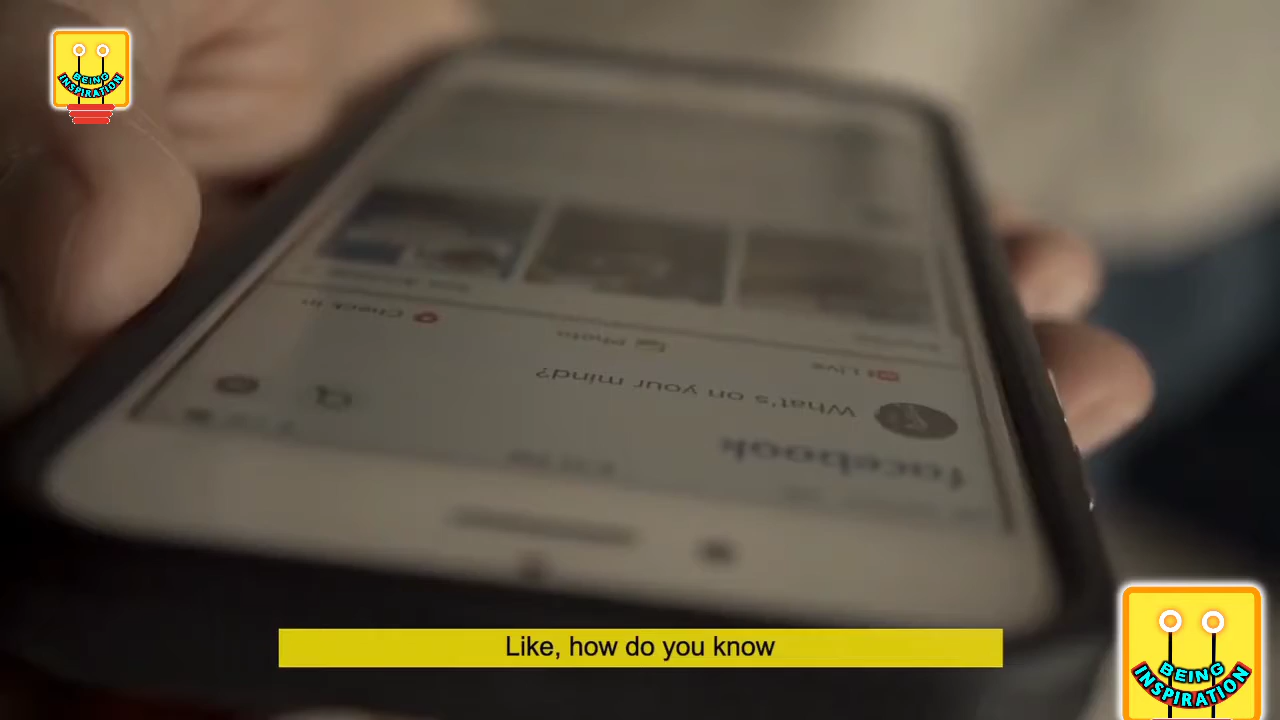 BEING
INSPIRATION
Check in
Photo
Live
What's on your mind?
facebook
Like, how do you know
BEING
INSPIRATION